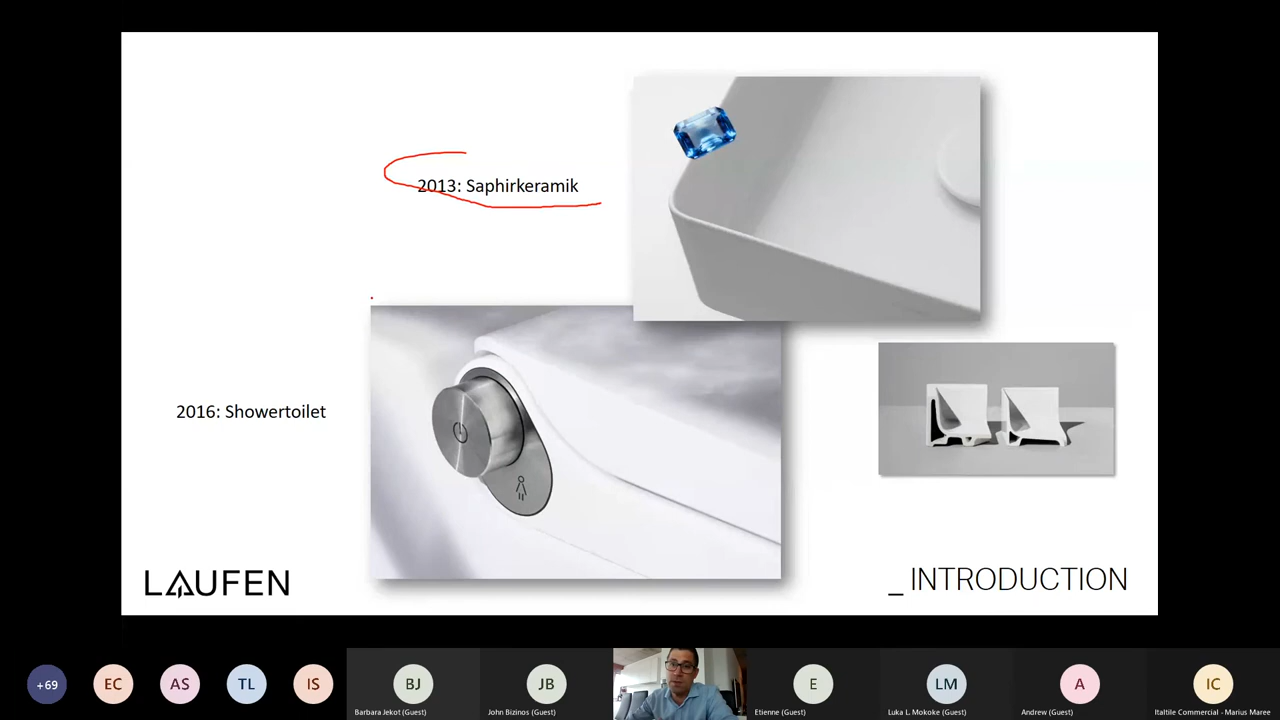 2013: Saphirkeramik
2016: Showertoilet
LAUFEN
_ INTRODUCTION
+69
EC
AS
TL
IS
BJ
Barbara Jekot (Guest)
JB
John Bizinos (Guest)
E
Etienne (Guest)
LM
Luka L. Mokoke (Guest)
A
Andrew (Guest)
IC
Italtile Commercial - Marius Maree